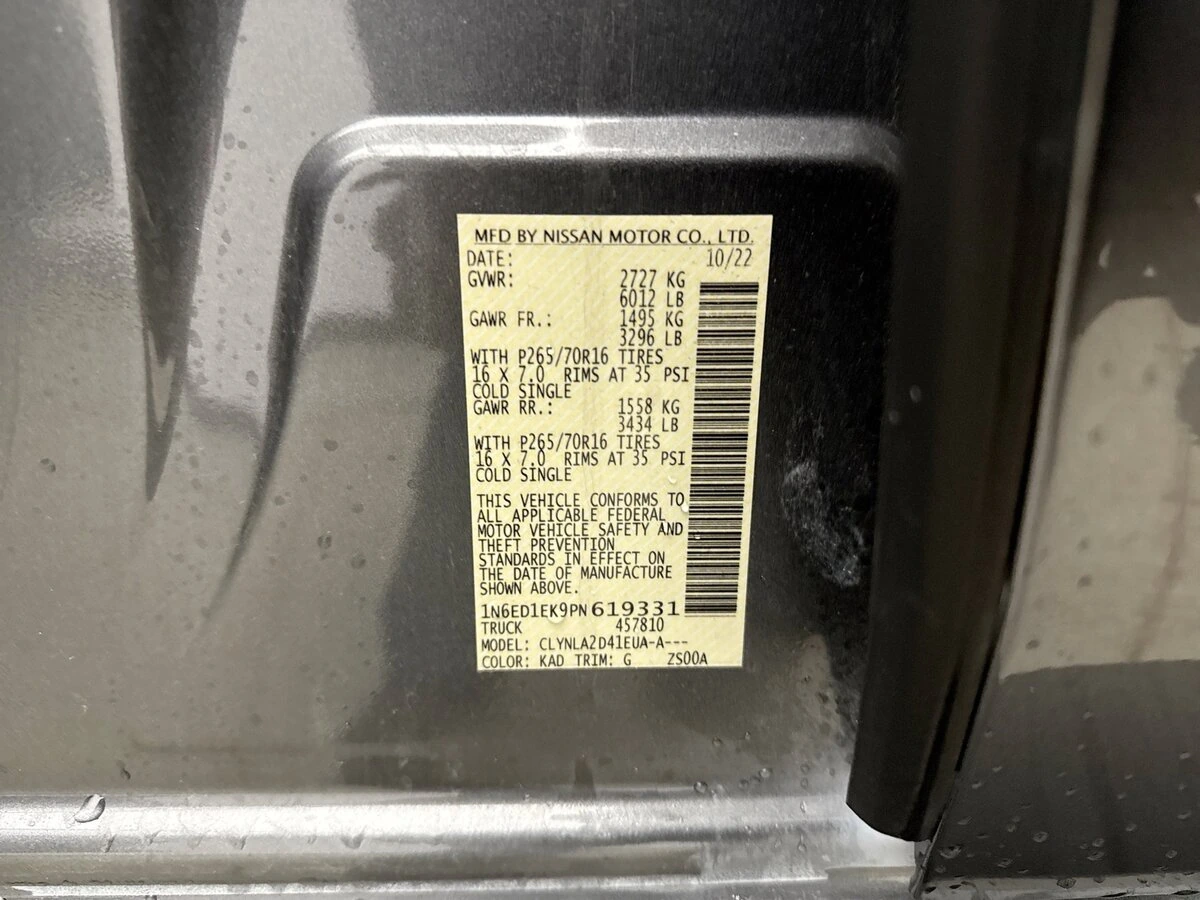 MFD BY NISSAN MOTOR CO., LTD.
DATE: 10/22
GVWR: 2727 KG
6012 LB
GAWR FR.: 1495 KG
3296 LB
WITH P265/70R16 TIRES
16 X 7.0 RIMS AT 35 PSI
COLD SINGLE
GAWR RR.: 1558 KG
3434 LB
WITH P265/70R16 TIRES
16 X 7.0 RIMS AT 35 PSI
COLD SINGLE
THIS VEHICLE CONFORMS TO
ALL APPLICABLE FEDERAL
MOTOR VEHICLE SAFETY AND
THEFT PREVENTION
STANDARDS IN EFFECT ON
THE DATE OF MANUFACTURE
SHOWN ABOVE.
1N6ED1EK9PN619331
TRUCK 457810
MODEL: CLYNLA2D41EUA-A---
COLOR: KAD TRIM: G ZS00A